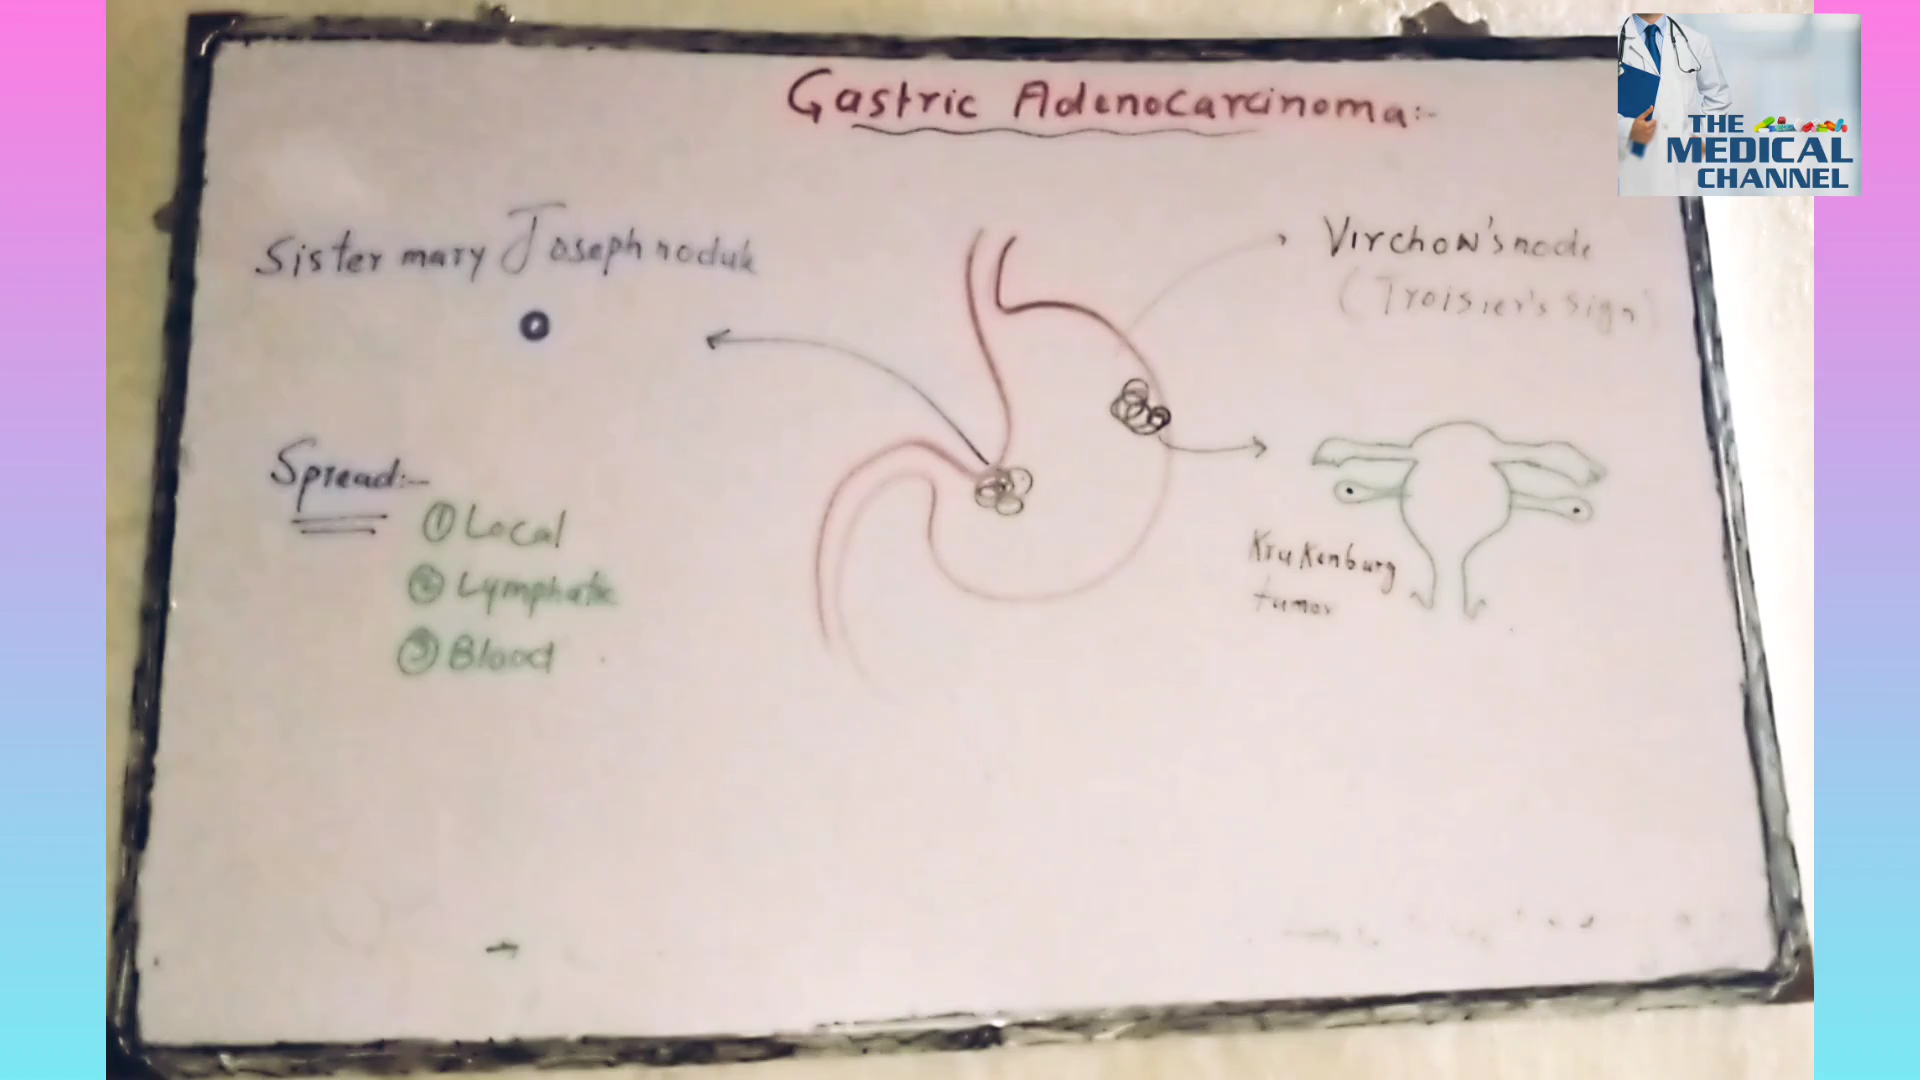 Gastric Adenocarcinoma:-
THE
MEDICAL
CHANNEL
Sister mary Joseph nodule
Virchow's node
(Troisier's sign)
Spread:-
① Local
② Lymphatic
③ Blood
Krukenburg
tumor